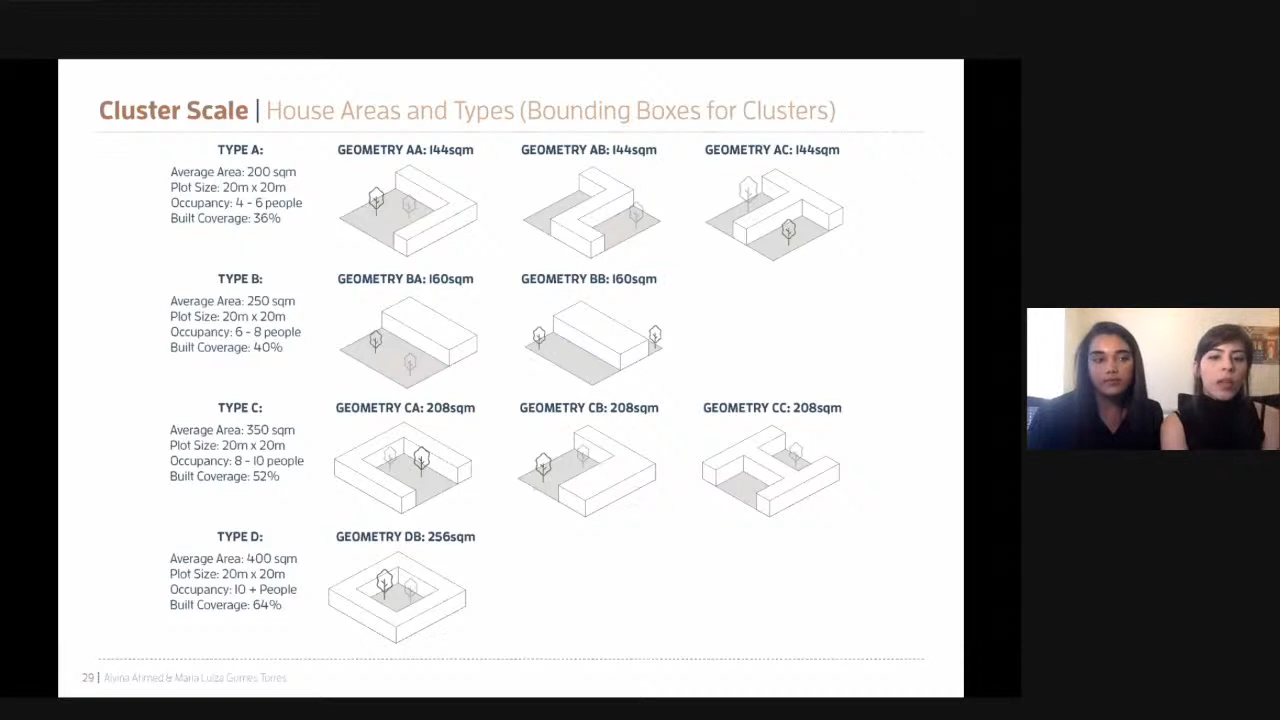 Cluster Scale | House Areas and Types (Bounding Boxes for Clusters)
TYPE A:
Average Area: 200 sqm
Plot Size: 20m x 20m
Occupancy: 4 - 6 people
Built Coverage: 36%
GEOMETRY AA: 144sqm
GEOMETRY AB: 144sqm
GEOMETRY AC: 144sqm
TYPE B:
Average Area: 250 sqm
Plot Size: 20m x 20m
Occupancy: 6 - 8 people
Built Coverage: 40%
GEOMETRY BA: 160sqm
GEOMETRY BB: 160sqm
TYPE C:
Average Area: 350 sqm
Plot Size: 20m x 20m
Occupancy: 8 - 10 people
Built Coverage: 52%
GEOMETRY CA: 208sqm
GEOMETRY CB: 208sqm
GEOMETRY CC: 208sqm
TYPE D:
Average Area: 400 sqm
Plot Size: 20m x 20m
Occupancy: 10 + People
Built Coverage: 64%
GEOMETRY DB: 256sqm
29 | Alvina Ahmed & Maria Luiza Gomes Torres